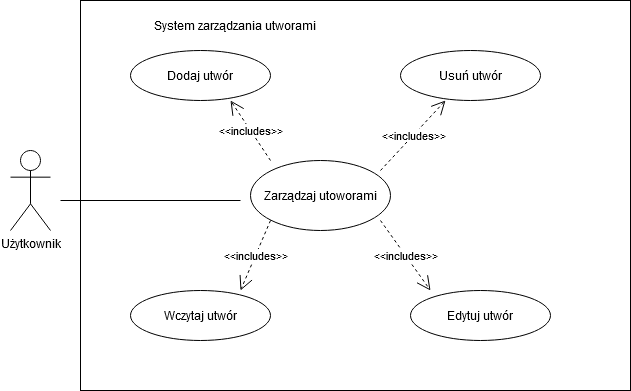 System zarządzania utworami
Dodaj utwór
Usuń utwór
<<includes>>
<<includes>>
Zarządzaj utoworami
Użytkownik
<<includes>>
<<includes>>
Wczytaj utwór
Edytuj utwór